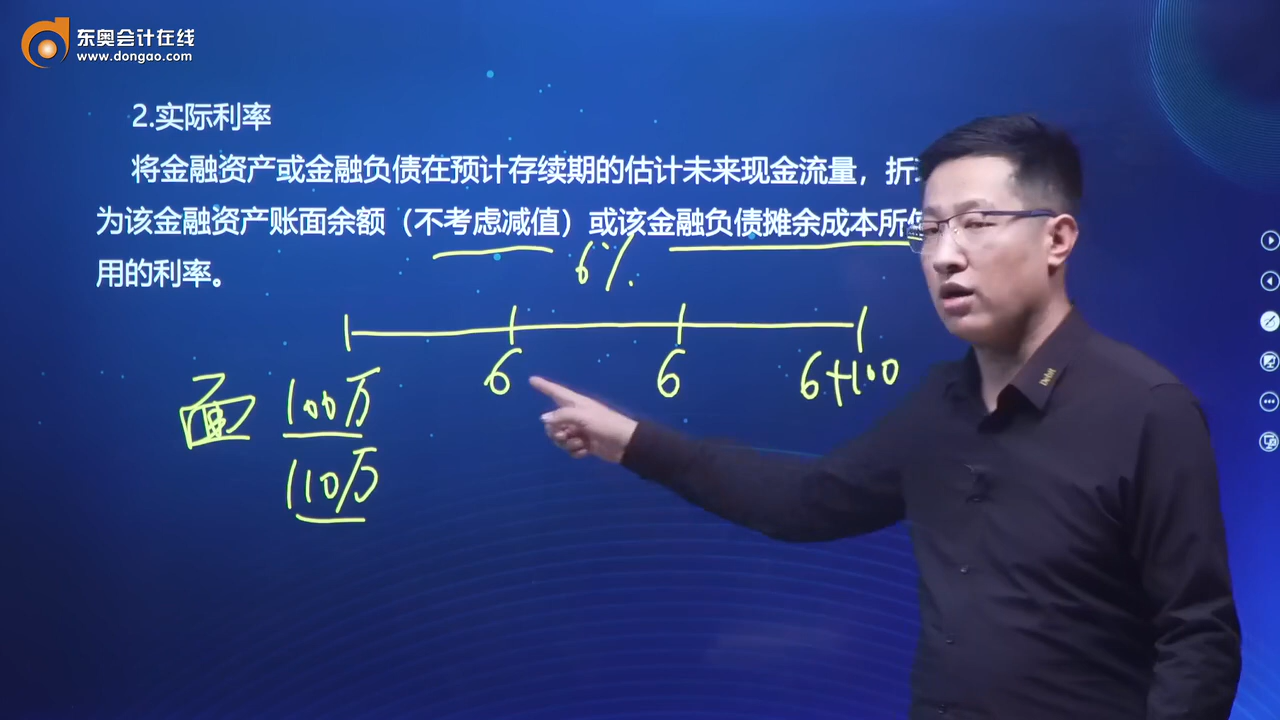 东奥会计在线
www.dongao.com
2.实际利率
将金融资产或金融负债在预计存续期的估计未来现金流量，折
为该金融资产账面余额（不考虑减值）或该金融负债摊余成本所
用的利率。
6%
6 6 6+100
面 100万
110万